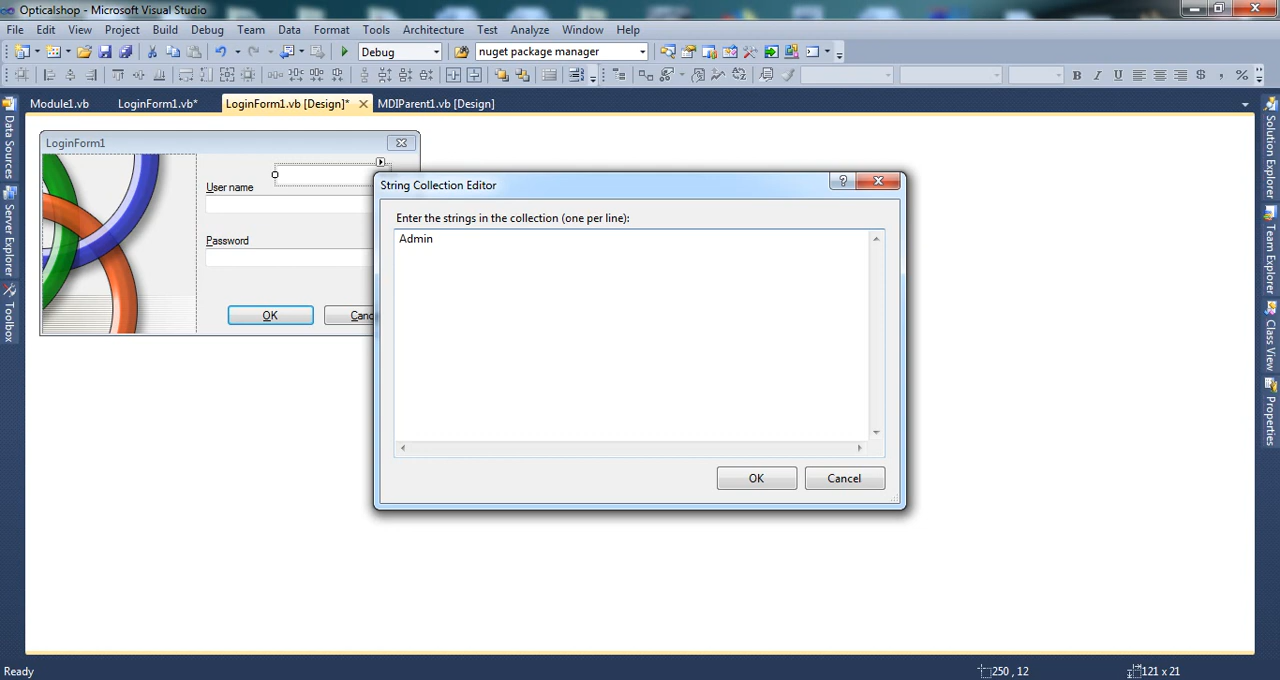 Opticalshop - Microsoft Visual Studio
File Edit View Project Build Debug Team Data Format Tools Architecture Test Analyze Window Help
Debug nuget package manager
B I U $ , %
Module1.vb LoginForm1.vb* LoginForm1.vb [Design]* MDIParent1.vb [Design]
Data Sources
Server Explorer
Toolbox
LoginForm1
User name
Password
OK Canc
String Collection Editor
Enter the strings in the collection (one per line):
Admin
OK Cancel
Solution Explorer
Team Explorer
Class View
Properties
Ready 250 , 12 121 x 21